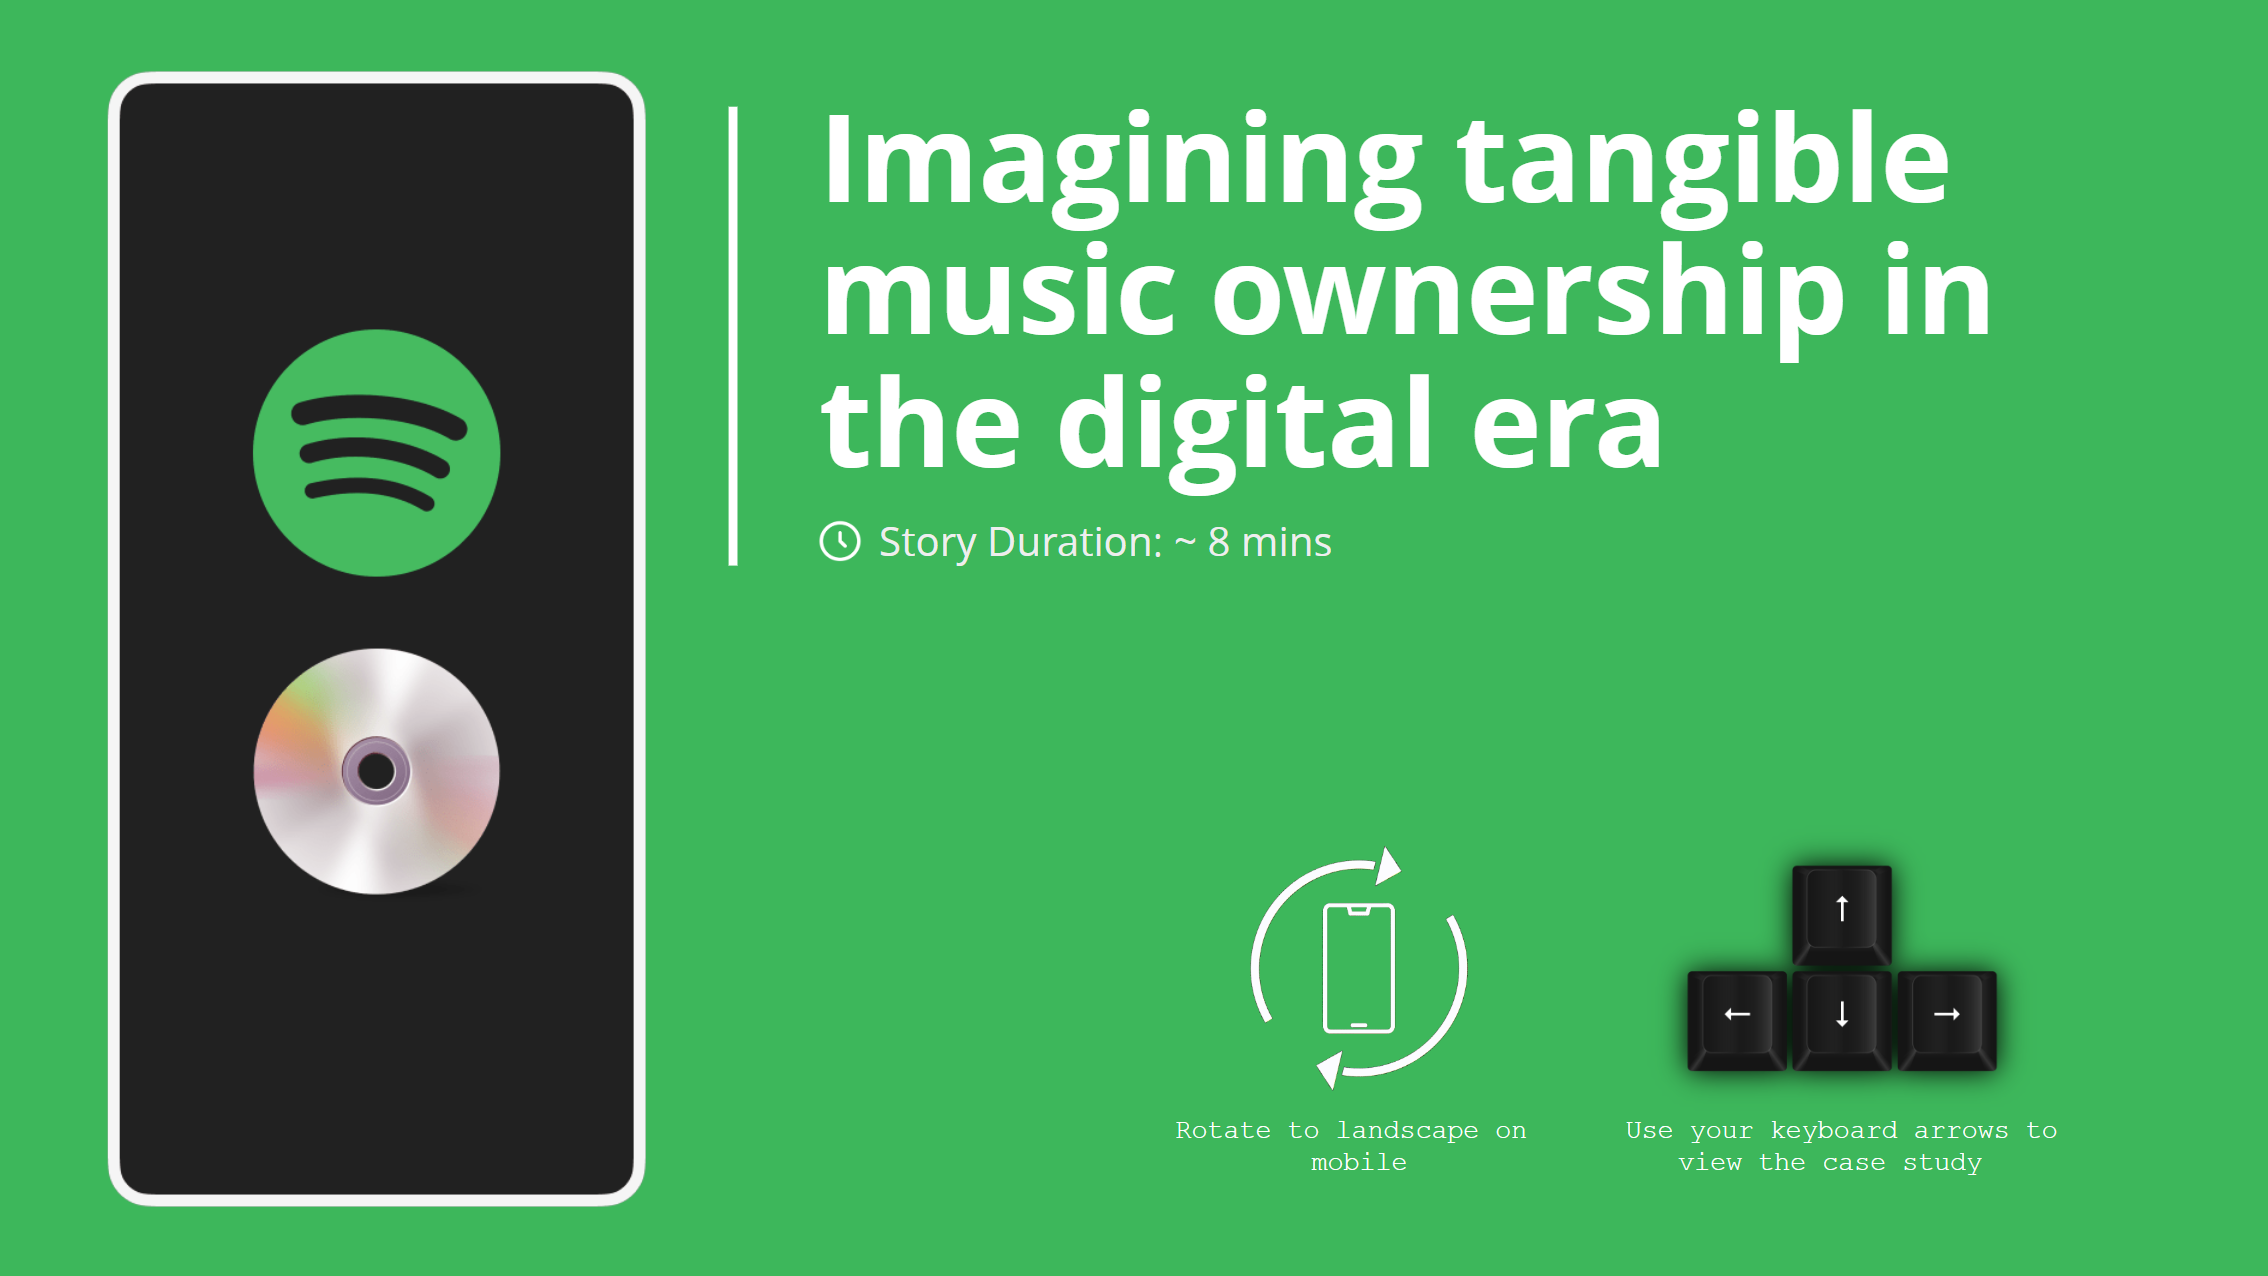 Imagining tangible
music ownership in
the digital era
Story Duration: ~ 8 mins
Rotate to landscape on
mobile
↑
← ↓ →
Use your keyboard arrows to
view the case study